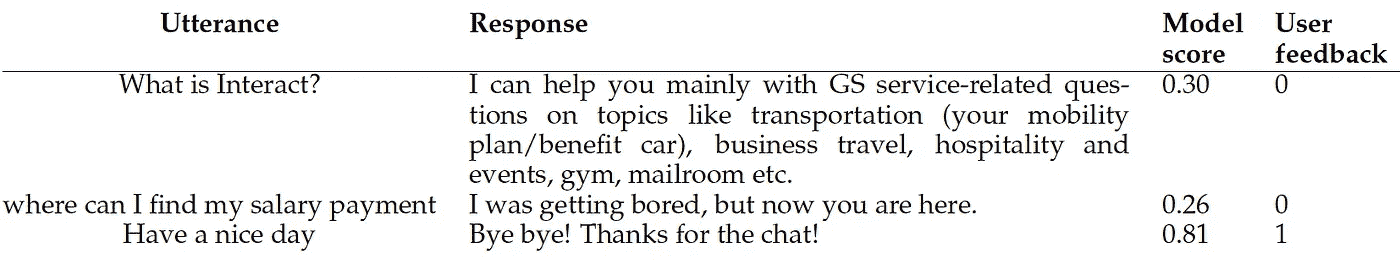 Utterance Response Model User
score feedback
What is Interact? I can help you mainly with GS service-related ques- 0.30 0
tions on topics like transportation (your mobility
plan/benefit car), business travel, hospitality and
events, gym, mailroom etc.
where can I find my salary payment I was getting bored, but now you are here. 0.26 0
Have a nice day Bye bye! Thanks for the chat! 0.81 1